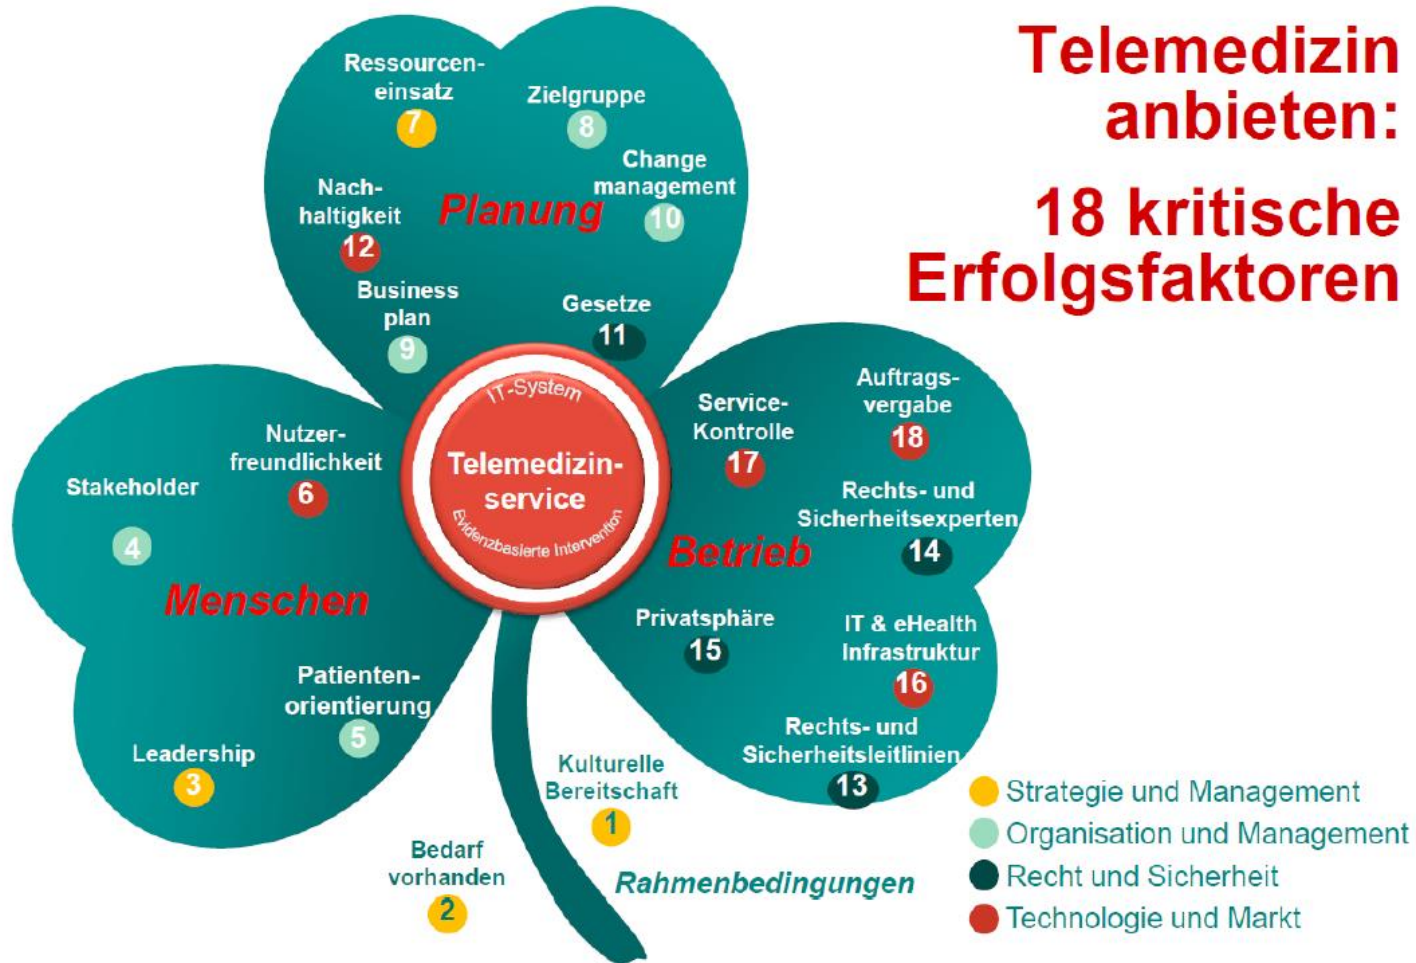 Telemedizin
anbieten:
18 kritische
Erfolgsfaktoren
Ressourcen-
einsatz
7
Zielgruppe
8
Change
management
10
Nach-
haltigkeit
12
Planung
Business
plan
9
Gesetze
11
IT-System
Telemedizin-
service
Evidenzbasierte Intervention
Nutzer-
freundlichkeit
6
Stakeholder
4
Menschen
Patienten-
orientierung
5
Leadership
3
Service-
Kontrolle
17
Auftrags-
vergabe
18
Rechts- und
Sicherheitsexperten
14
Betrieb
Privatsphäre
15
IT & eHealth
Infrastruktur
16
Rechts- und
Sicherheitsleitlinien
13
Kulturelle
Bereitschaft
1
Bedarf
vorhanden
2
Rahmenbedingungen
Strategie und Management
Organisation und Management
Recht und Sicherheit
Technologie und Markt